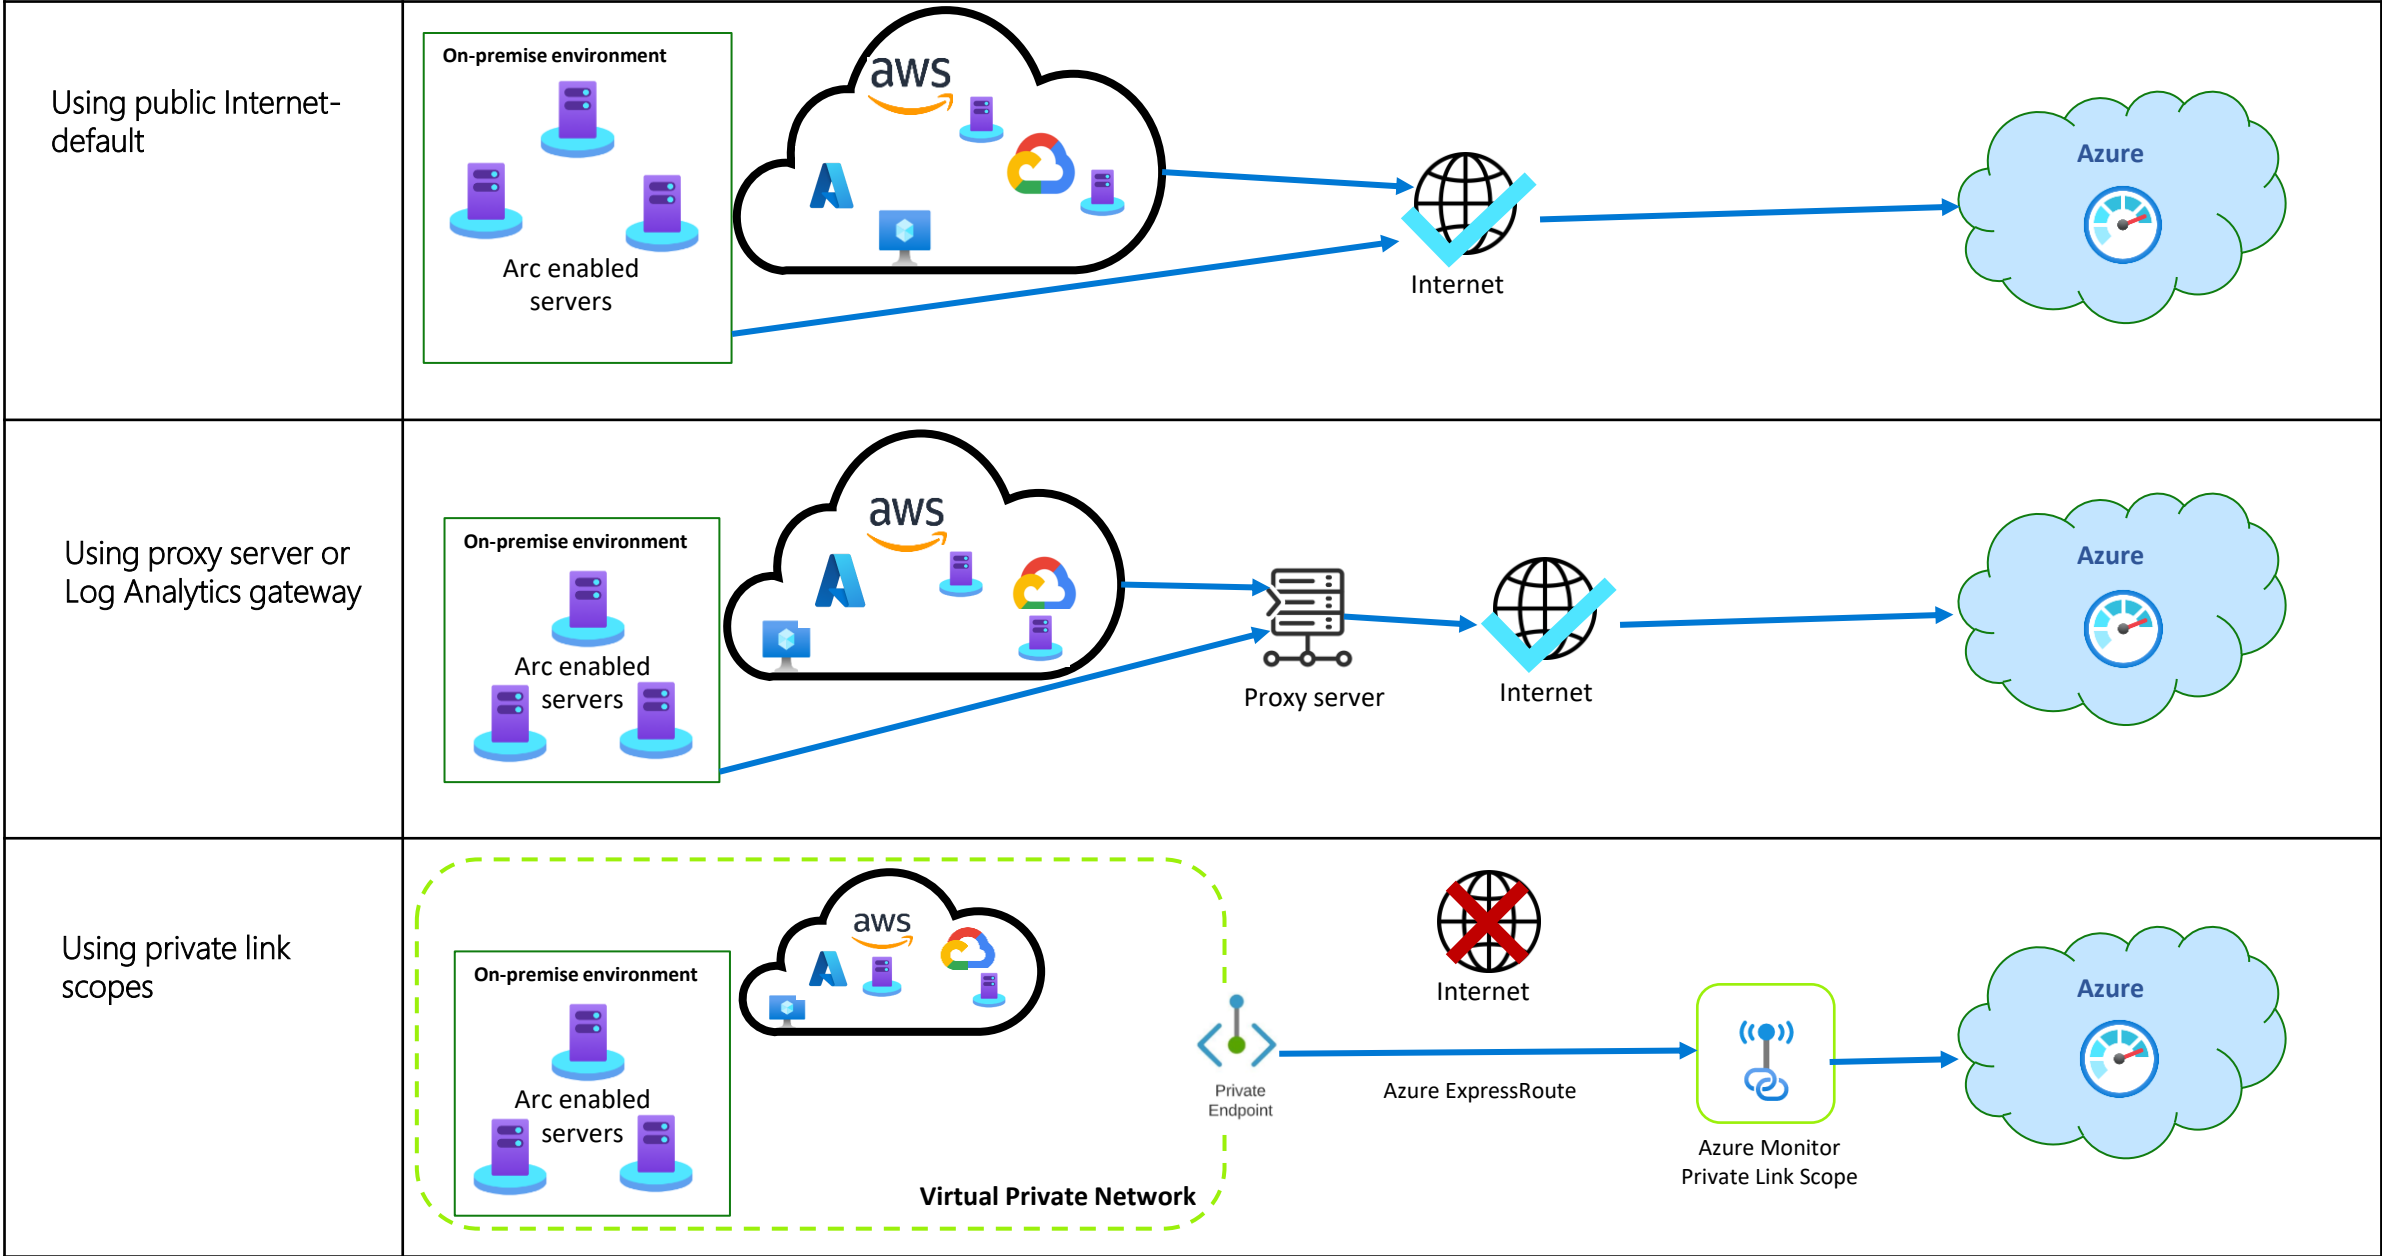 Using public Internet-
default
On-premise environment
Arc enabled
servers
aws
Internet
Azure
Using proxy server or
Log Analytics gateway
On-premise environment
Arc enabled
servers
aws
Proxy server
Internet
Azure
Using private link
scopes
On-premise environment
Arc enabled
servers
aws
Virtual Private Network
Private
Endpoint
Internet
Azure ExpressRoute
Azure Monitor
Private Link Scope
Azure